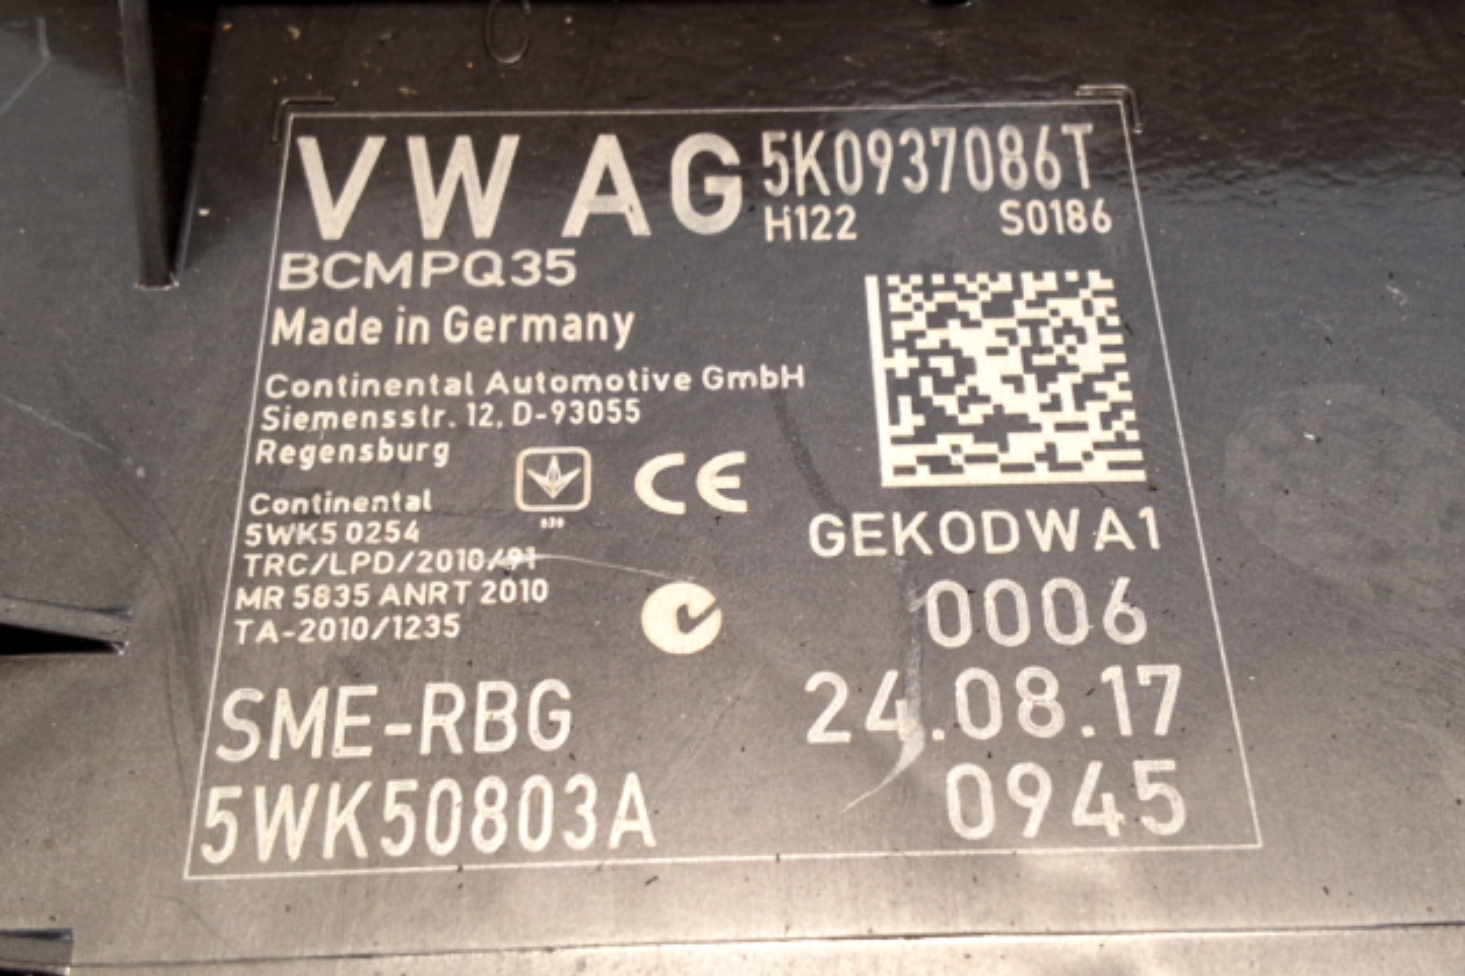 VW AG 5K0937086T
H122 S0186
BCMPQ35
Made in Germany
Continental Automotive GmbH
Siemensstr. 12, D-93055
Regensburg
CE
Continental
5WK5 0254
TRC/LPD/2010/91
MR 5835 ANRT 2010
TA-2010/1235
GEKODWA1
0006
SME-RBG
24.08.17
5WK50803A
0945